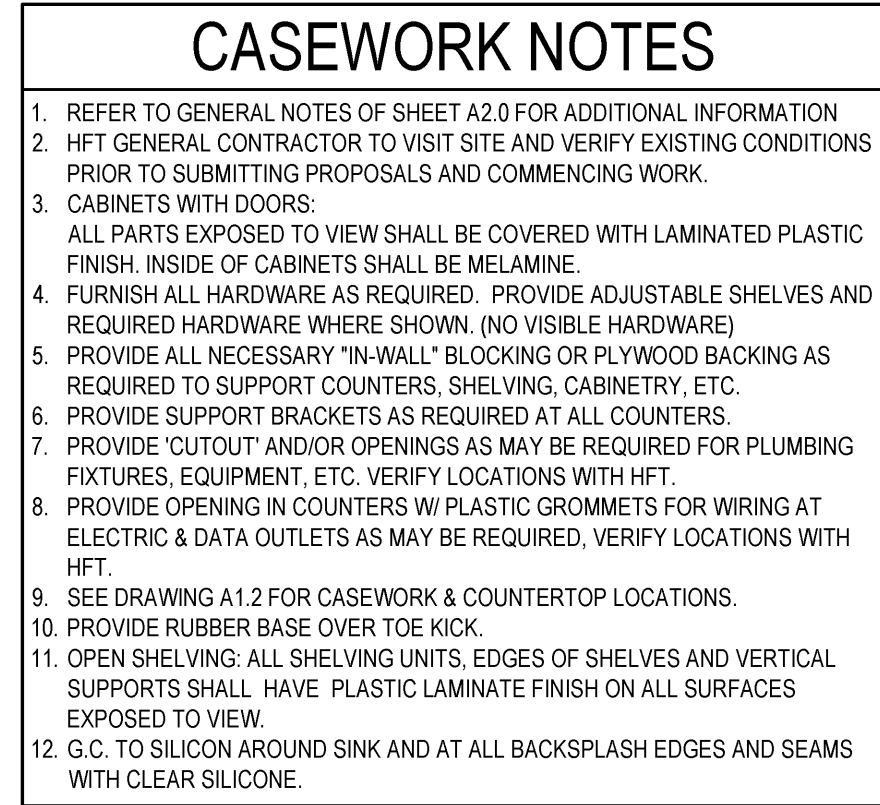 CASEWORK NOTES
1. REFER TO GENERAL NOTES OF SHEET A2.0 FOR ADDITIONAL INFORMATION
2. HFT GENERAL CONTRACTOR TO VISIT SITE AND VERIFY EXISTING CONDITIONS
PRIOR TO SUBMITTING PROPOSALS AND COMMENCING WORK.
3. CABINETS WITH DOORS:
ALL PARTS EXPOSED TO VIEW SHALL BE COVERED WITH LAMINATED PLASTIC
FINISH. INSIDE OF CABINETS SHALL BE MELAMINE.
4. FURNISH ALL HARDWARE AS REQUIRED. PROVIDE ADJUSTABLE SHELVES AND
REQUIRED HARDWARE WHERE SHOWN. (NO VISIBLE HARDWARE)
5. PROVIDE ALL NECESSARY "IN-WALL" BLOCKING OR PLYWOOD BACKING AS
REQUIRED TO SUPPORT COUNTERS, SHELVING, CABINETRY, ETC.
6. PROVIDE SUPPORT BRACKETS AS REQUIRED AT ALL COUNTERS.
7. PROVIDE 'CUTOUT' AND/OR OPENINGS AS MAY BE REQUIRED FOR PLUMBING
FIXTURES, EQUIPMENT, ETC. VERIFY LOCATIONS WITH HFT.
8. PROVIDE OPENING IN COUNTERS W/ PLASTIC GROMMETS FOR WIRING AT
ELECTRIC & DATA OUTLETS AS MAY BE REQUIRED, VERIFY LOCATIONS WITH
HFT.
9. SEE DRAWING A1.2 FOR CASEWORK & COUNTERTOP LOCATIONS.
10. PROVIDE RUBBER BASE OVER TOE KICK.
11. OPEN SHELVING: ALL SHELVING UNITS, EDGES OF SHELVES AND VERTICAL
SUPPORTS SHALL HAVE PLASTIC LAMINATE FINISH ON ALL SURFACES
EXPOSED TO VIEW.
12. G.C. TO SILICON AROUND SINK AND AT ALL BACKSPLASH EDGES AND SEAMS
WITH CLEAR SILICONE.